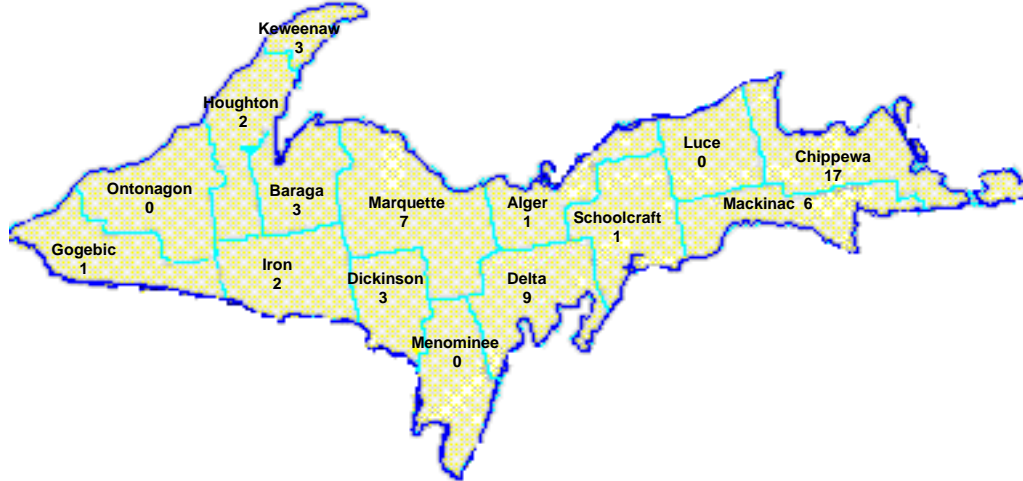 Keweenaw
3
Houghton
2
Luce
0
Chippewa
17
Ontonagon
0
Baraga
3
Marquette
7
Alger
1
Schoolcraft
1
Mackinac 6
Gogebic
1
Iron
2
Dickinson
3
Delta
9
Menominee
0